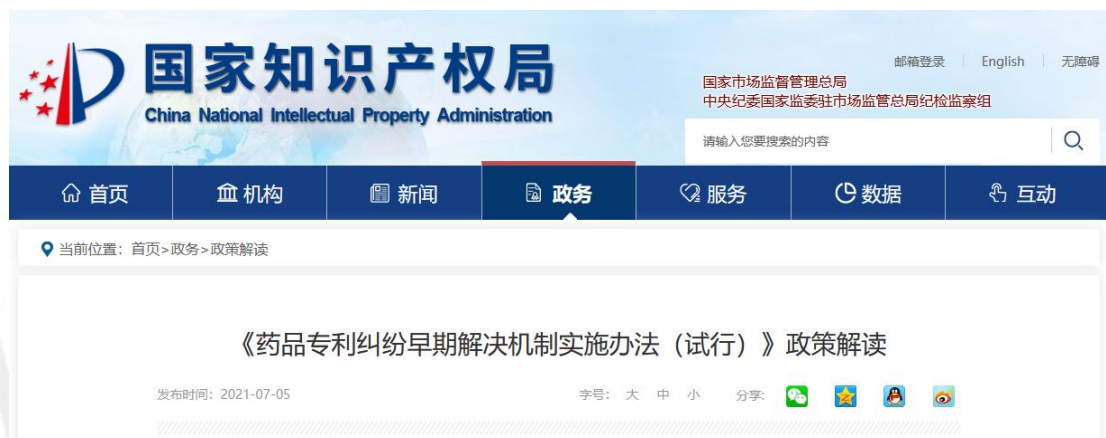 国家知识产权局
China National Intellectual Property Administration
邮箱登录 English 无障碍
国家市场监督管理总局
中央纪委国家监委驻市场监管总局纪检监察组
请输入您要搜索的内容
首页 机构 新闻 政务 服务 数据 互动
当前位置：首页>政务>政策解读
《药品专利纠纷早期解决机制实施办法（试行）》政策解读
发布时间：2021-07-05 字号： 大 中 小 分享: